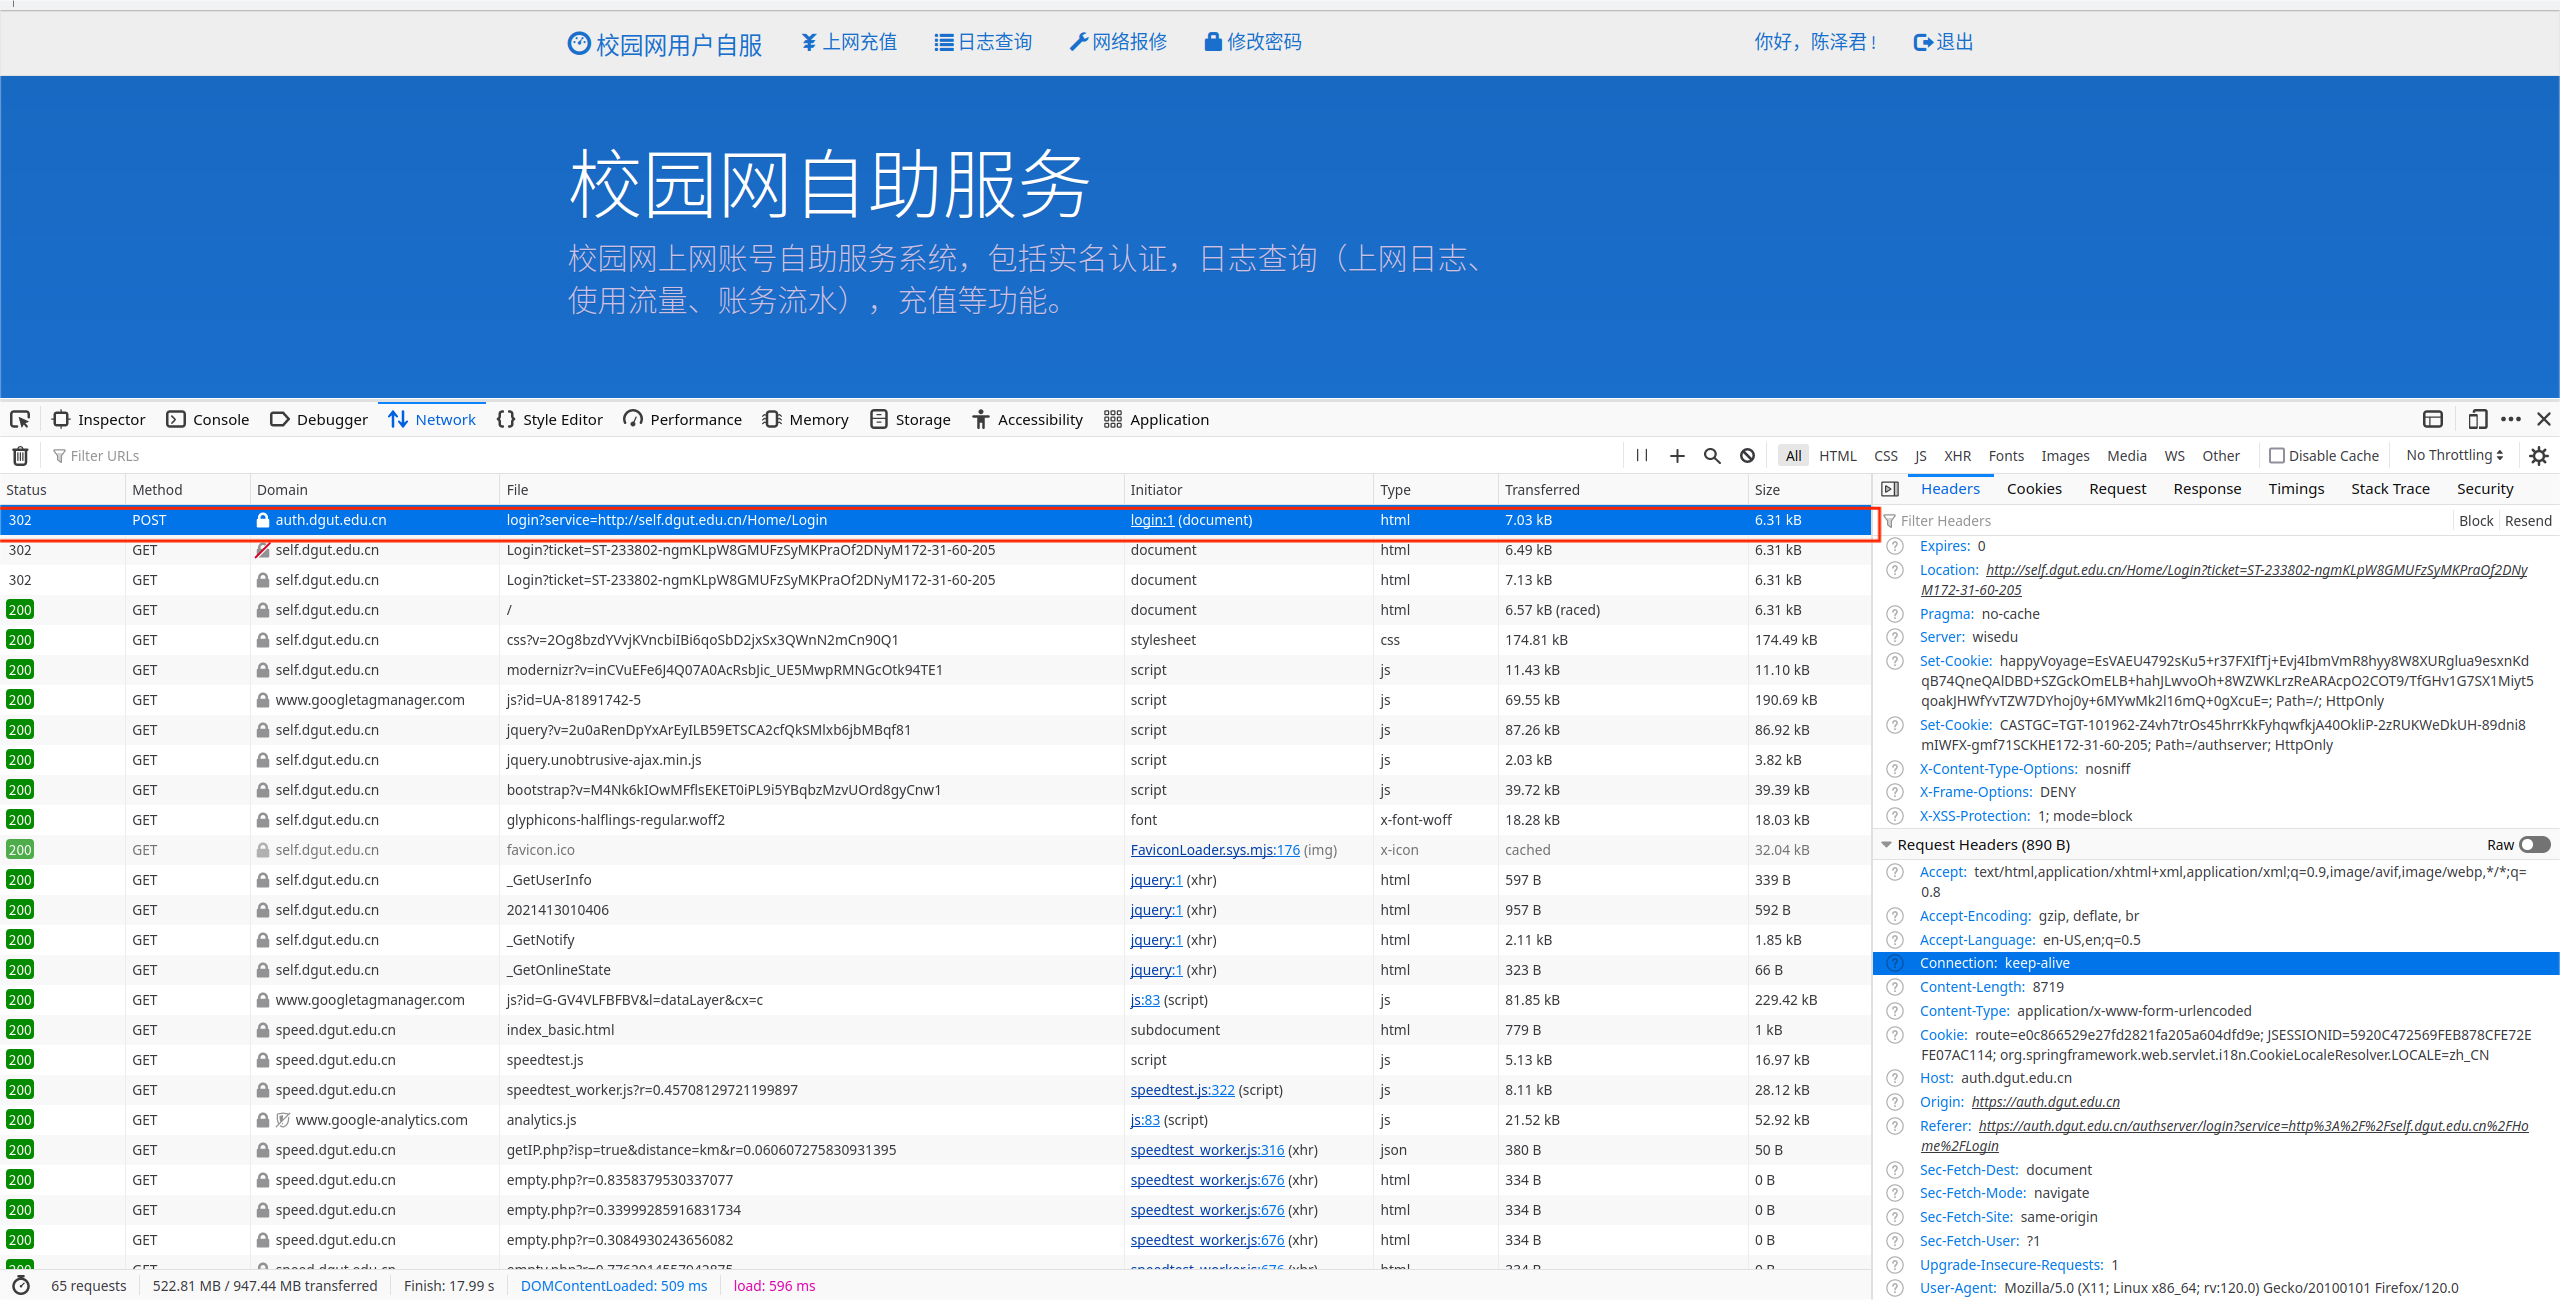 校园网用户自服 上网充值 日志查询 网络报修 修改密码 你好，陈泽君！ 退出
校园网自助服务
校园网上网账号自助服务系统，包括实名认证，日志查询（上网日志、
使用流量、账务流水），充值等功能。
Inspector Console Debugger Network Style Editor Performance Memory Storage Accessibility Application
Filter URLs All HTML CSS JS XHR Fonts Images Media WS Other Disable Cache No Throttling
Status Method Domain File Initiator Type Transferred Size
302 POST auth.dgut.edu.cn login?service=http://self.dgut.edu.cn/Home/Login login:1 (document) html 7.03 kB 6.31 kB
302 GET self.dgut.edu.cn Login?ticket=ST-233802-ngmKLpW8GMUFzSyMKPraOf2DNyM172-31-60-205 document html 6.49 kB 6.31 kB
302 GET self.dgut.edu.cn Login?ticket=ST-233802-ngmKLpW8GMUFzSyMKPraOf2DNyM172-31-60-205 document html 7.13 kB 6.31 kB
200 GET self.dgut.edu.cn / document html 6.57 kB (raced) 6.31 kB
200 GET self.dgut.edu.cn css?v=2Og8bzdYVvjKVncbiIBi6qoSbD2jxSx3QWnN2mCn90Q1 stylesheet css 174.81 kB 174.49 kB
200 GET self.dgut.edu.cn modernizr?v=inCVuEFe6J4Q07A0AcRsbJic_UE5MwpRMNGcOtk94TE1 script js 11.43 kB 11.10 kB
200 GET www.googletagmanager.com js?id=UA-81891742-5 script js 69.55 kB 190.69 kB
200 GET self.dgut.edu.cn jquery?v=2u0aRenDpYxArEyILB59ETSCA2cfQkSMlxb6jbMBqf81 script js 87.26 kB 86.92 kB
200 GET self.dgut.edu.cn jquery.unobtrusive-ajax.min.js script js 2.03 kB 3.82 kB
200 GET self.dgut.edu.cn bootstrap?v=M4Nk6kIOwMFflsEKET0iPL9i5YBqbzMzvUOrd8gyCnw1 script js 39.72 kB 39.39 kB
200 GET self.dgut.edu.cn glyphicons-halflings-regular.woff2 font x-font-woff 18.28 kB 18.03 kB
200 GET self.dgut.edu.cn favicon.ico FaviconLoader.sys.mjs:176 (img) x-icon cached 32.04 kB
200 GET self.dgut.edu.cn _GetUserInfo jquery:1 (xhr) html 597 B 339 B
200 GET self.dgut.edu.cn 2021413010406 jquery:1 (xhr) html 957 B 592 B
200 GET self.dgut.edu.cn _GetNotify jquery:1 (xhr) html 2.11 kB 1.85 kB
200 GET self.dgut.edu.cn _GetOnlineState jquery:1 (xhr) html 323 B 66 B
200 GET www.googletagmanager.com js?id=G-GV4VLFBFBV&l=dataLayer&cx=c js:83 (script) js 81.85 kB 229.42 kB
200 GET speed.dgut.edu.cn index_basic.html subdocument html 779 B 1 kB
200 GET speed.dgut.edu.cn speedtest.js script js 5.13 kB 16.97 kB
200 GET speed.dgut.edu.cn speedtest_worker.js?r=0.45708129721199897 speedtest.js:322 (script) js 8.11 kB 28.12 kB
200 GET www.google-analytics.com analytics.js js:83 (script) js 21.52 kB 52.92 kB
200 GET speed.dgut.edu.cn getIP.php?isp=true&distance=km&r=0.060607275830931395 speedtest_worker.js:316 (xhr) json 380 B 50 B
200 GET speed.dgut.edu.cn empty.php?r=0.8358379530337077 speedtest_worker.js:676 (xhr) html 334 B 0 B
200 GET speed.dgut.edu.cn empty.php?r=0.33999285916831734 speedtest_worker.js:676 (xhr) html 334 B 0 B
200 GET speed.dgut.edu.cn empty.php?r=0.3084930243656082 speedtest_worker.js:676 (xhr) html 334 B 0 B
65 requests 522.81 MB / 947.44 MB transferred Finish: 17.99 s DOMContentLoaded: 509 ms load: 596 ms
Headers Cookies Request Response Timings Stack Trace Security
Filter Headers Block Resend
Expires: 0
Location: http://self.dgut.edu.cn/Home/Login?ticket=ST-233802-ngmKLpW8GMUFzSyMKPraOf2DNy
M172-31-60-205
Pragma: no-cache
Server: wisedu
Set-Cookie: happyVoyage=EsVAEU4792sKu5+r37FXIfTj+Evj4IbmVmR8hyy8W8XURglua9esxnKd
qB74QneQAlDBD+SZGckOmELB+hahJLwvoOh+8WZWKLrzReARAcpO2COT9/TfGHv1G7SX1Miyt5
qoakJHWfYvTZW7DYhoj0y+6MYwMk2l16mQ+0gXcuE=; Path=/; HttpOnly
Set-Cookie: CASTGC=TGT-101962-Z4vh7trOs45hrrKkFyhqwfkjA40OkliP-2zRUKWeDkUH-89dni8
mIWFX-gmf71SCKHE172-31-60-205; Path=/authserver; HttpOnly
X-Content-Type-Options: nosniff
X-Frame-Options: DENY
X-XSS-Protection: 1; mode=block
Request Headers (890 B) Raw
Accept: text/html,application/xhtml+xml,application/xml;q=0.9,image/avif,image/webp,*/*;q=
0.8
Accept-Encoding: gzip, deflate, br
Accept-Language: en-US,en;q=0.5
Connection: keep-alive
Content-Length: 8719
Content-Type: application/x-www-form-urlencoded
Cookie: route=e0c866529e27fd2821fa205a604dfd9e; JSESSIONID=5920C472569FEB878CFE72E
FE07AC114; org.springframework.web.servlet.i18n.CookieLocaleResolver.LOCALE=zh_CN
Host: auth.dgut.edu.cn
Origin: https://auth.dgut.edu.cn
Referer: https://auth.dgut.edu.cn/authserver/login?service=http%3A%2F%2Fself.dgut.edu.cn%2FHo
me%2FLogin
Sec-Fetch-Dest: document
Sec-Fetch-Mode: navigate
Sec-Fetch-Site: same-origin
Sec-Fetch-User: ?1
Upgrade-Insecure-Requests: 1
User-Agent: Mozilla/5.0 (X11; Linux x86_64; rv:120.0) Gecko/20100101 Firefox/120.0